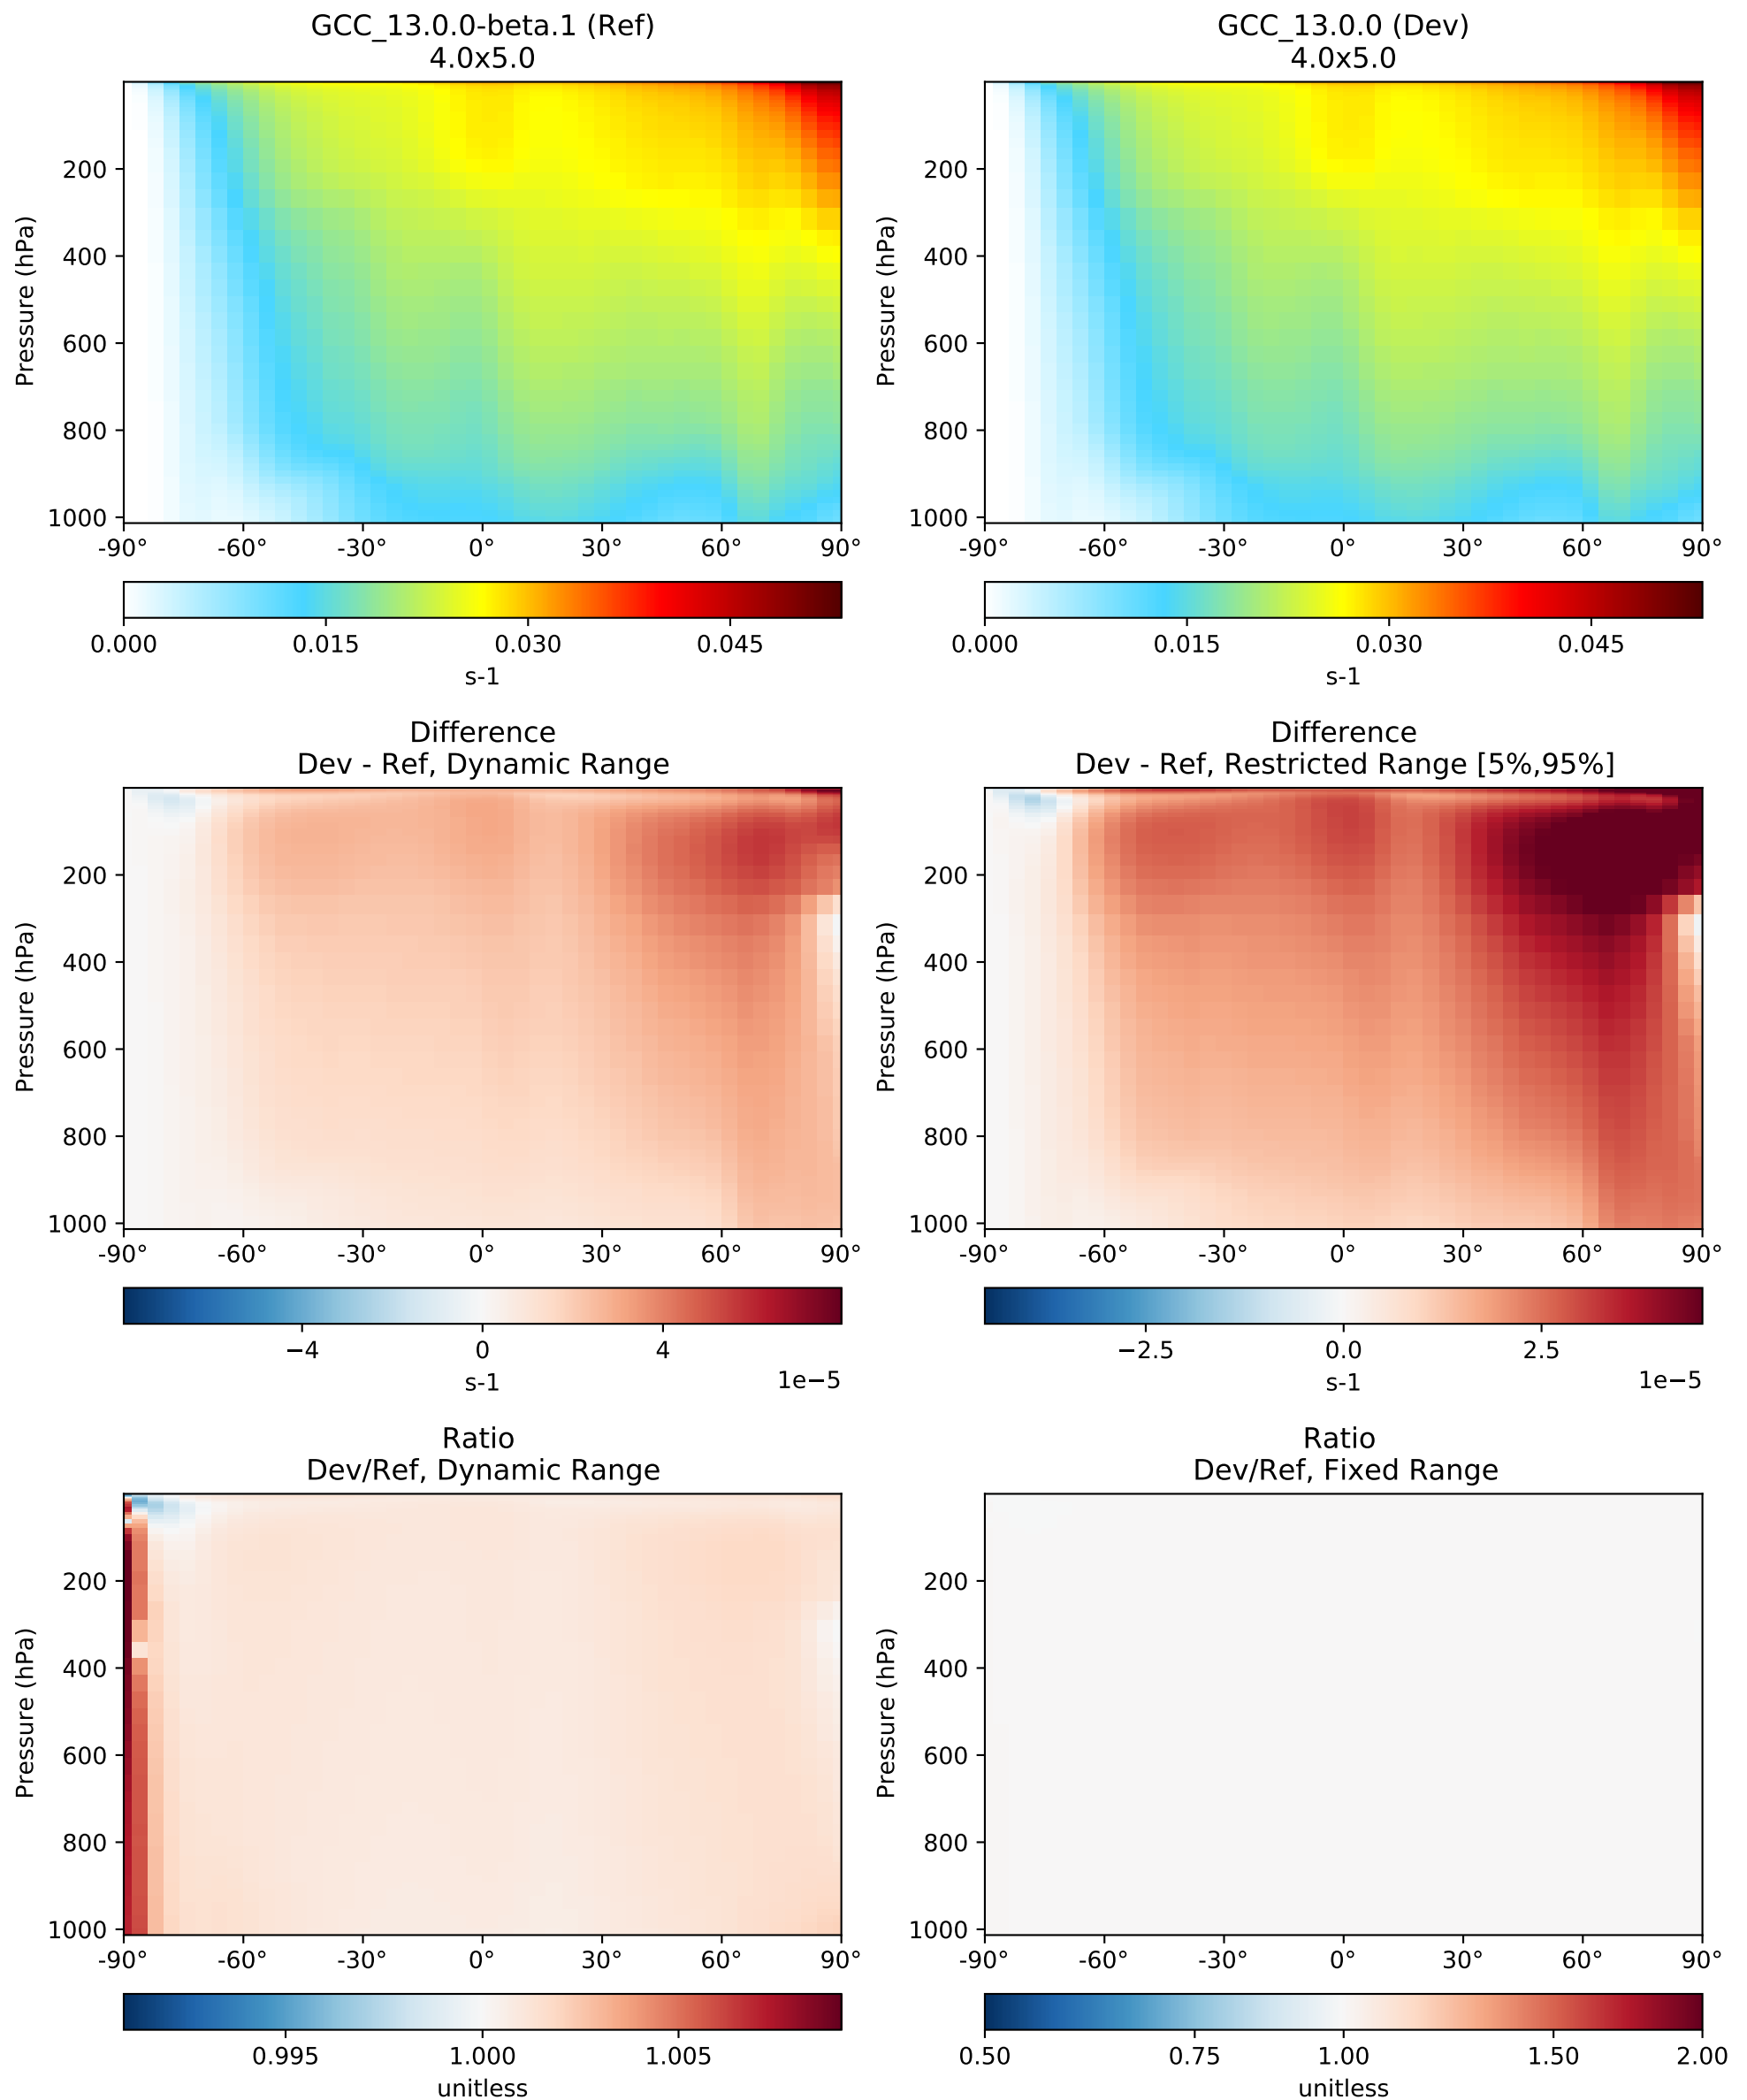 GCC_13.0.0-beta.1 (Ref)
4.0x5.0
Pressure (hPa)
200
400
600
800
1000
-90° -60° -30° 0° 30° 60° 90°
0.000 0.015 0.030 0.045
s-1
GCC_13.0.0 (Dev)
4.0x5.0
Pressure (hPa)
200
400
600
800
1000
-90° -60° -30° 0° 30° 60° 90°
0.000 0.015 0.030 0.045
s-1
Difference
Dev - Ref, Dynamic Range
Pressure (hPa)
200
400
600
800
1000
-90° -60° -30° 0° 30° 60° 90°
−4 0 4
s-1
1e−5
Difference
Dev - Ref, Restricted Range [5%,95%]
Pressure (hPa)
200
400
600
800
1000
-90° -60° -30° 0° 30° 60° 90°
−2.5 0.0 2.5
s-1
1e−5
Ratio
Dev/Ref, Dynamic Range
Pressure (hPa)
200
400
600
800
1000
-90° -60° -30° 0° 30° 60° 90°
0.995 1.000 1.005
unitless
Ratio
Dev/Ref, Fixed Range
Pressure (hPa)
200
400
600
800
1000
-90° -60° -30° 0° 30° 60° 90°
0.50 0.75 1.00 1.50 2.00
unitless